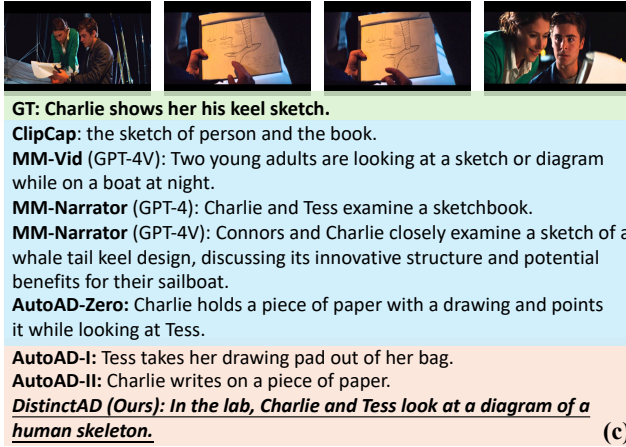 GT: Charlie shows her his keel sketch.
ClipCap: the sketch of person and the book.
MM-Vid (GPT-4V): Two young adults are looking at a sketch or diagram
while on a boat at night.
MM-Narrator (GPT-4): Charlie and Tess examine a sketchbook.
MM-Narrator (GPT-4V): Connors and Charlie closely examine a sketch of a
whale tail keel design, discussing its innovative structure and potential
benefits for their sailboat.
AutoAD-Zero: Charlie holds a piece of paper with a drawing and points
it while looking at Tess.
AutoAD-I: Tess takes her drawing pad out of her bag.
AutoAD-II: Charlie writes on a piece of paper.
DistinctAD (Ours): In the lab, Charlie and Tess look at a diagram of a
human skeleton. (c)